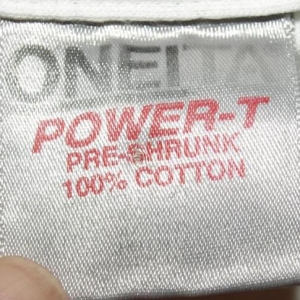 ONEITA
POWER-T
PRE-SHRUNK
100% COTTON